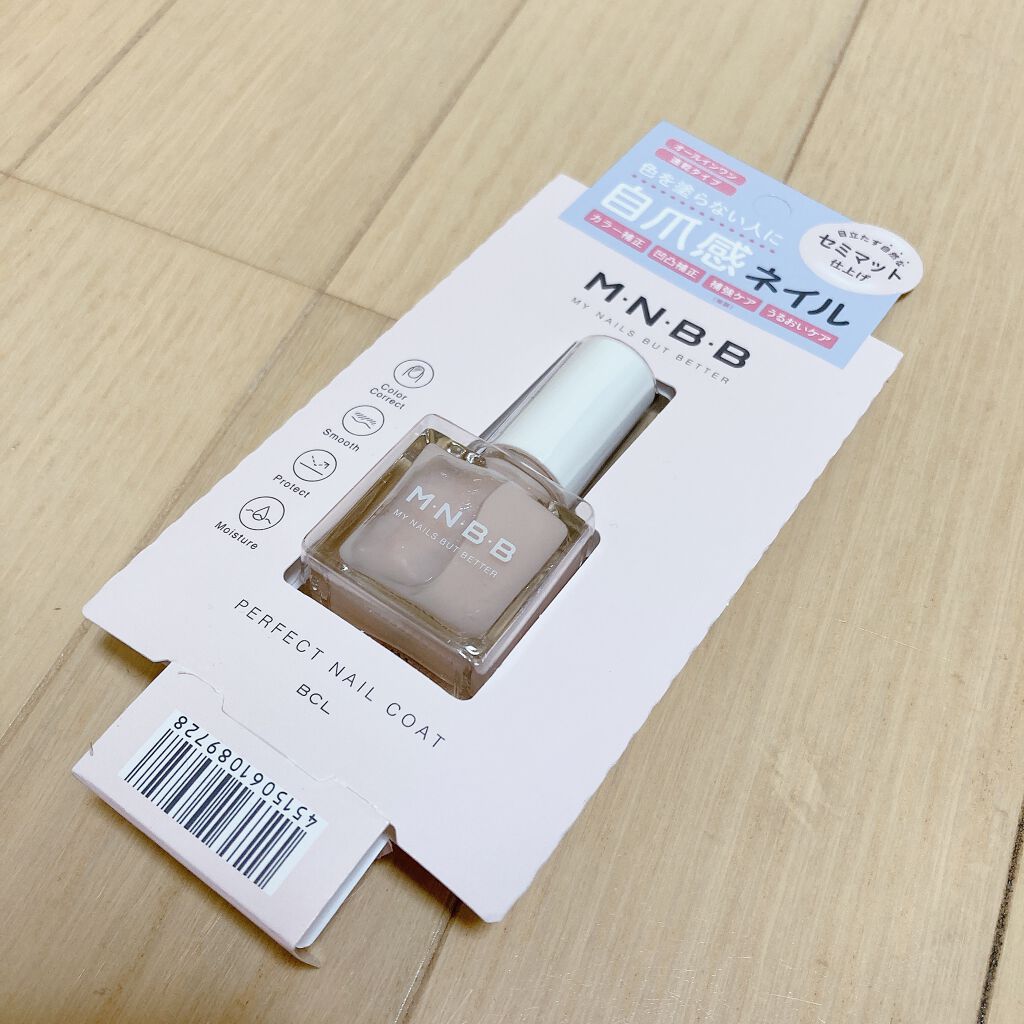 オールインワン
速乾タイプ
色を塗らない人に
自爪感ネイル
カラー補正
凹凸補正
補強ケア
うるおいケア
目立たず自然な
セミマット
仕上げ
M·N·B·B
MY NAILS BUT BETTER
Color
Correct
Smooth
Protect
Moisture
M·N·B·B
MY NAILS BUT BETTER
PERFECT NAIL COAT
BCL
4515061089728